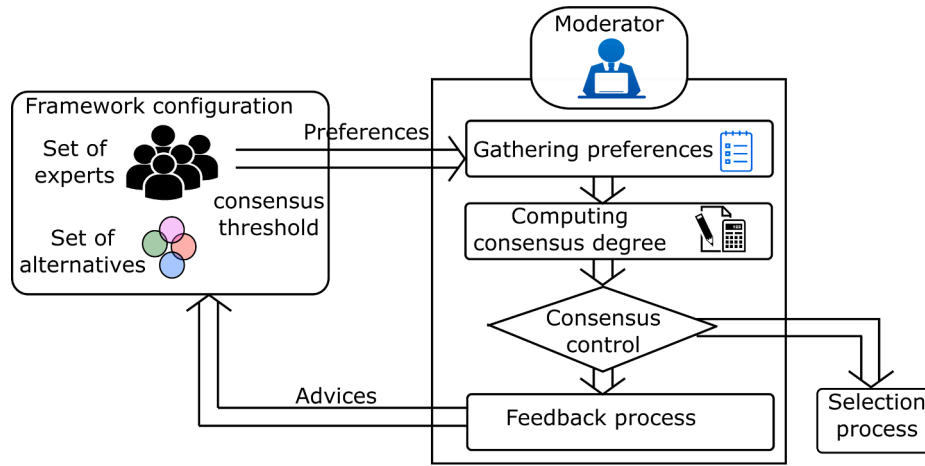 Moderator
Framework configuration
Set of
experts
consensus
threshold
Set of
alternatives
Preferences
Gathering preferences
Computing
consensus degree
Consensus
control
Advices
Feedback process
Selection
process